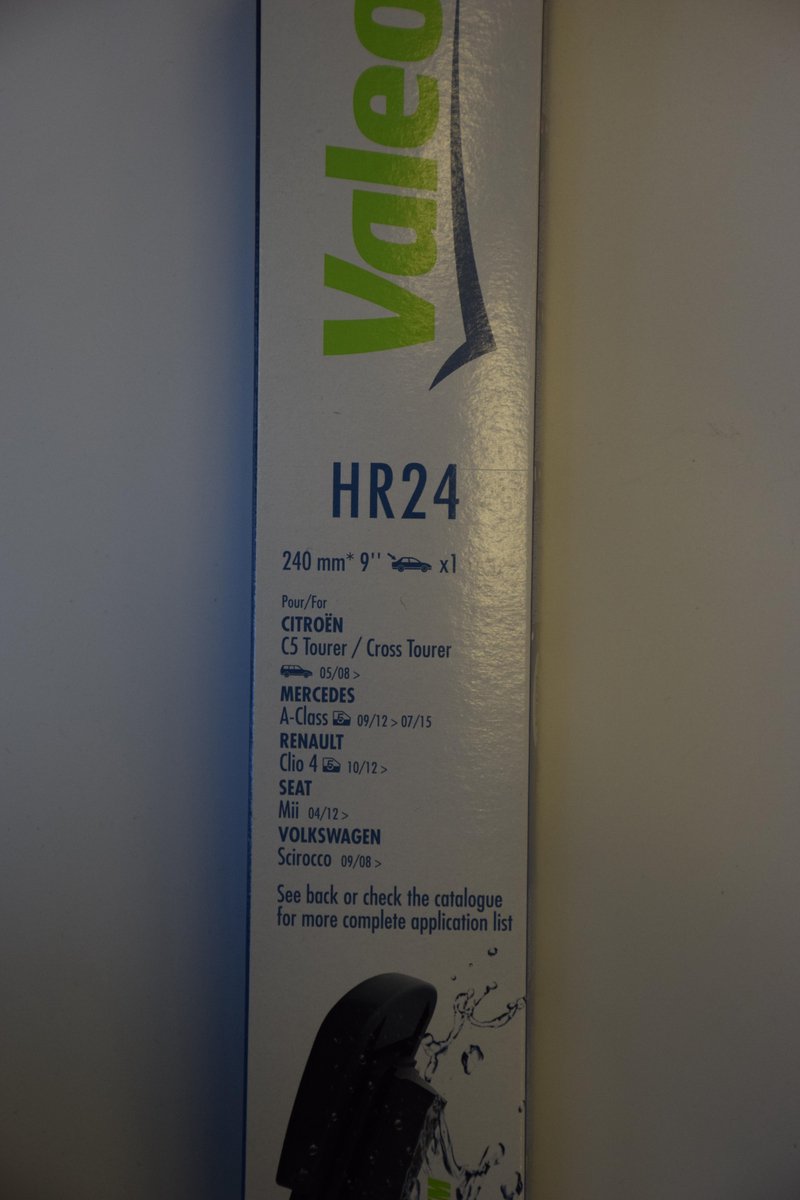 Valeo
HR24
240 mm* 9'' x1
Pour/For
CITROËN
C5 Tourer / Cross Tourer
05/08 >
MERCEDES
A-Class 5 09/12 > 07/15
RENAULT
Clio 4 5 10/12 >
SEAT
Mii 04/12 >
VOLKSWAGEN
Scirocco 09/08 >
See back or check the catalogue
for more complete application list